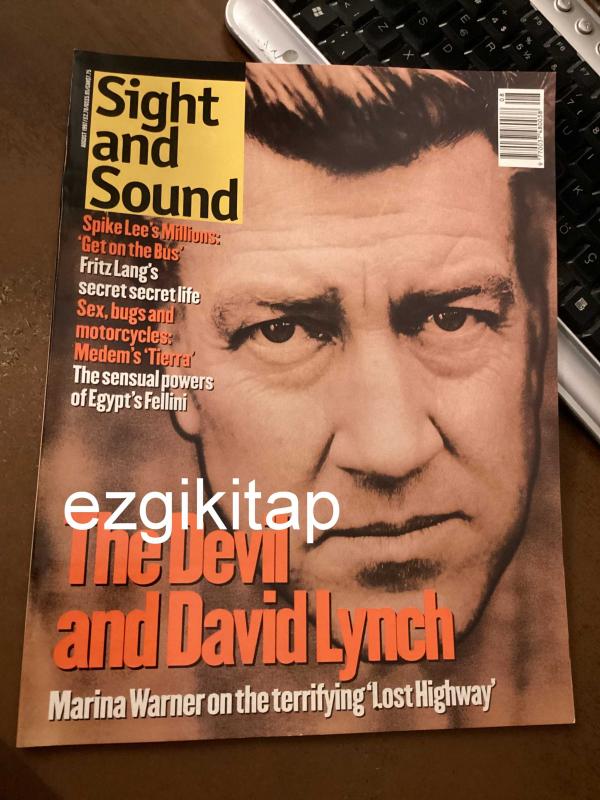 Sight
and
Sound
Spike Lee's Millions:
'Get on the Bus'
Fritz Lang's
secret secret life
Sex, bugs and
motorcycles:
Medem's 'Tierra'
The sensual powers
of Egypt's Fellini
ezgikitap
The Devil
and David Lynch
Marina Warner on the terrifying 'Lost Highway'
08